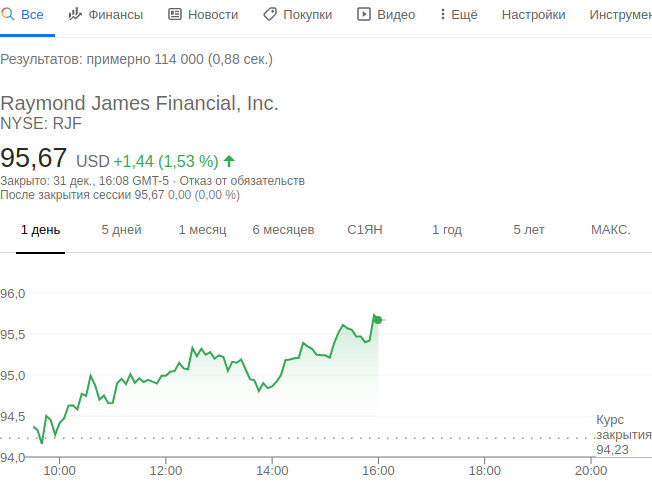 Все Финансы Новости Покупки Видео Ещё Настройки Инструмен
Результатов: примерно 114 000 (0,88 сек.)
Raymond James Financial, Inc.
NYSE: RJF
95,67 USD +1,44 (1,53 %)
Закрыто: 31 дек., 16:08 GMT-5 · Отказ от обязательств
После закрытия сессии 95,67 0,00 (0,00 %)
1 день 5 дней 1 месяц 6 месяцев С1ЯН 1 год 5 лет МАКС.
96,0
95,5
95,0
94,5
Курс
закрытия
94,23
94,0
10:00 12:00 14:00 16:00 18:00 20:00